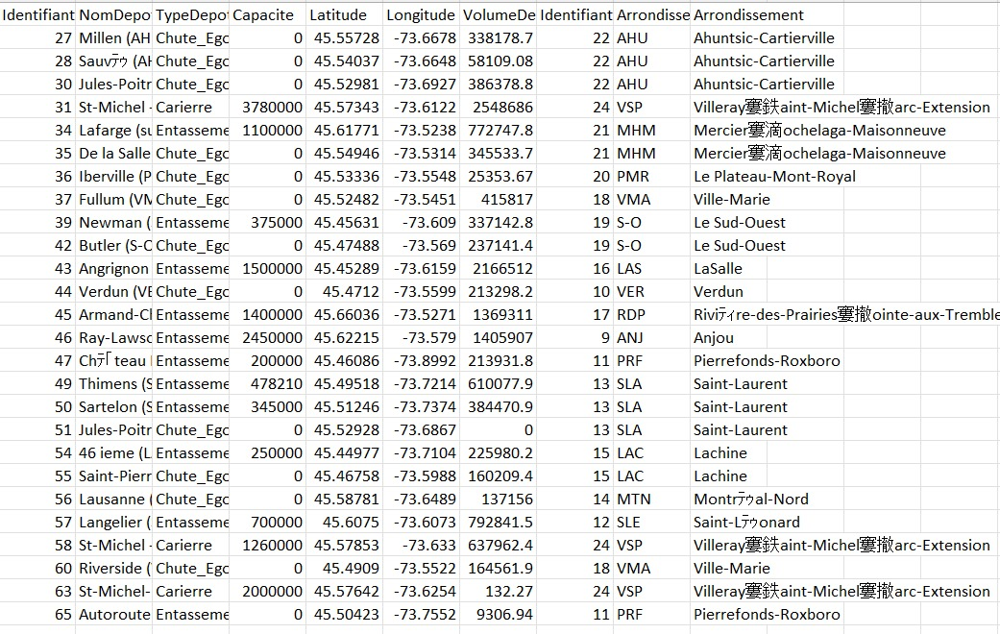 Identifiant NomDepo TypeDepo Capacite Latitude Longitude VolumeDe Identifiant Arrondisse Arrondissement
27 Millen (AH Chute_Ego 0 45.55728 -73.6678 338178.7 22 AHU Ahuntsic-Cartierville
28 Sauvﾃｩ (AH Chute_Ego 0 45.54037 -73.6648 58109.08 22 AHU Ahuntsic-Cartierville
30 Jules-Poitr Chute_Ego 0 45.52981 -73.6927 386378.8 22 AHU Ahuntsic-Cartierville
31 St-Michel - Carierre 3780000 45.57343 -73.6122 2548686 24 VSP Villeray窶鉄aint-Michel窶撤arc-Extension
34 Lafarge (su Entasseme 1100000 45.61771 -73.5238 772747.8 21 MHM Mercier窶滴ochelaga-Maisonneuve
35 De la Salle Chute_Ego 0 45.54946 -73.5314 345533.7 21 MHM Mercier窶滴ochelaga-Maisonneuve
36 Iberville (P Chute_Ego 0 45.53336 -73.5548 25353.67 20 PMR Le Plateau-Mont-Royal
37 Fullum (VM Chute_Ego 0 45.52482 -73.5451 415817 18 VMA Ville-Marie
39 Newman ( Entasseme 375000 45.45631 -73.609 337142.8 19 S-O Le Sud-Ouest
42 Butler (S-O Chute_Ego 0 45.47488 -73.569 237141.4 19 S-O Le Sud-Ouest
43 Angrignon Entasseme 1500000 45.45289 -73.6159 2166512 16 LAS LaSalle
44 Verdun (VE Chute_Ego 0 45.4712 -73.5599 213298.2 10 VER Verdun
45 Armand-Ch Entasseme 1400000 45.66036 -73.5271 1369311 17 RDP Riviﾃｨre-des-Prairies窶撤ointe-aux-Tremble
46 Ray-Lawso Entasseme 2450000 45.62215 -73.579 1405907 9 ANJ Anjou
47 Chﾃ｢teau Entasseme 200000 45.46086 -73.8992 213931.8 11 PRF Pierrefonds-Roxboro
49 Thimens (S Entasseme 478210 45.49518 -73.7214 610077.9 13 SLA Saint-Laurent
50 Sartelon (S Entasseme 345000 45.51246 -73.7374 384470.9 13 SLA Saint-Laurent
51 Jules-Poitr Chute_Ego 0 45.52928 -73.6867 0 13 SLA Saint-Laurent
54 46 ieme (L Entasseme 250000 45.44977 -73.7104 225980.2 15 LAC Lachine
55 Saint-Pierr Chute_Ego 0 45.46758 -73.5988 160209.4 15 LAC Lachine
56 Lausanne ( Chute_Ego 0 45.58781 -73.6489 137156 14 MTN Montrﾃｩal-Nord
57 Langelier ( Entasseme 700000 45.6075 -73.6073 792841.5 12 SLE Saint-Lﾃｩonard
58 St-Michel - Carierre 1260000 45.57853 -73.633 637962.4 24 VSP Villeray窶鉄aint-Michel窶撤arc-Extension
60 Riverside ( Chute_Ego 0 45.4909 -73.5522 164561.9 18 VMA Ville-Marie
63 St-Michel- Carierre 2000000 45.57642 -73.6254 132.27 24 VSP Villeray窶鉄aint-Michel窶撤arc-Extension
65 Autoroute Entasseme 0 45.50423 -73.7552 9306.94 11 PRF Pierrefonds-Roxboro